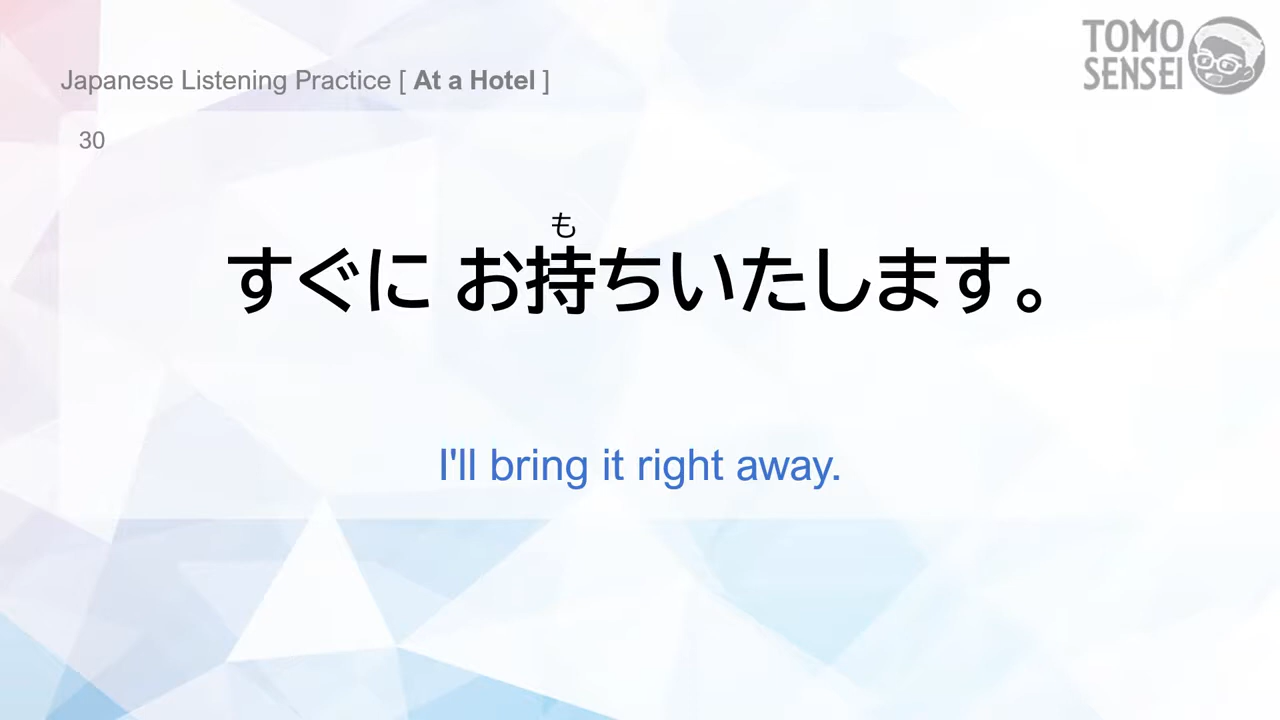 TOMO
SENSEI
Japanese Listening Practice [ At a Hotel ]
30
も
すぐに お持ちいたします。
I'll bring it right away.